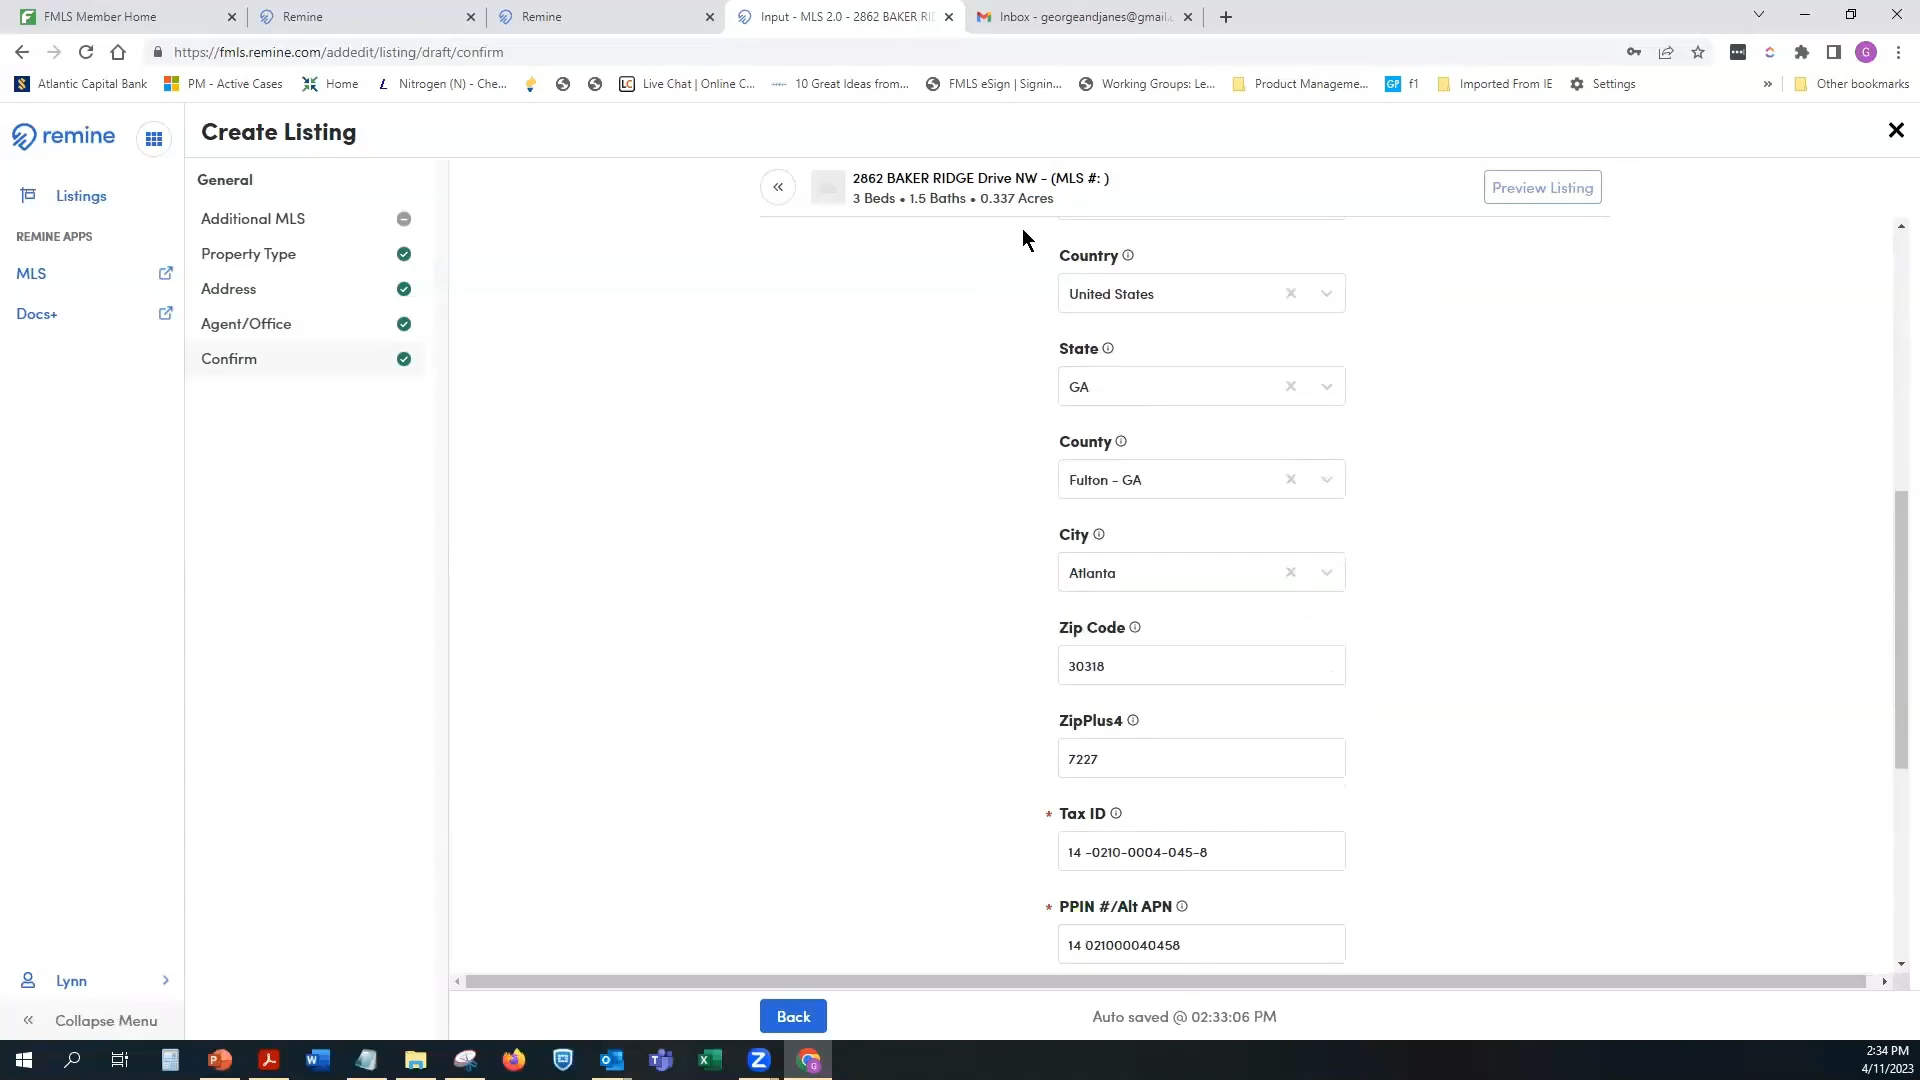 FMLS Member Home
Remine
Remine
Input - MLS 2.0 - 2862 BAKER RI
Inbox - georgeandjanes@gmail.
https://fmls.remine.com/addedit/listing/draft/confirm
G
Atlantic Capital Bank
PM - Active Cases
Home
Nitrogen (N) - Che...
LC
Live Chat | Online C...
10 Great Ideas from...
FMLS eSign | Signin...
Working Groups: Le...
Product Manageme...
GP
f1
Imported From IE
Settings
»
Other bookmarks
remine
Create Listing
Listings
REMINE APPS
MLS
Docs+
General
Additional MLS
Property Type
Address
Agent/Office
Confirm
2862 BAKER RIDGE Drive NW - (MLS #: )
3 Beds • 1.5 Baths • 0.337 Acres
Preview Listing
Country
United States
State
GA
County
Fulton - GA
City
Atlanta
Zip Code
30318
ZipPlus4
7227
* Tax ID
14 -0210-0004-045-8
* PPIN #/Alt APN
14 021000040458
Lynn
Collapse Menu
Back
Auto saved @ 02:33:06 PM
2:34 PM
4/11/2023